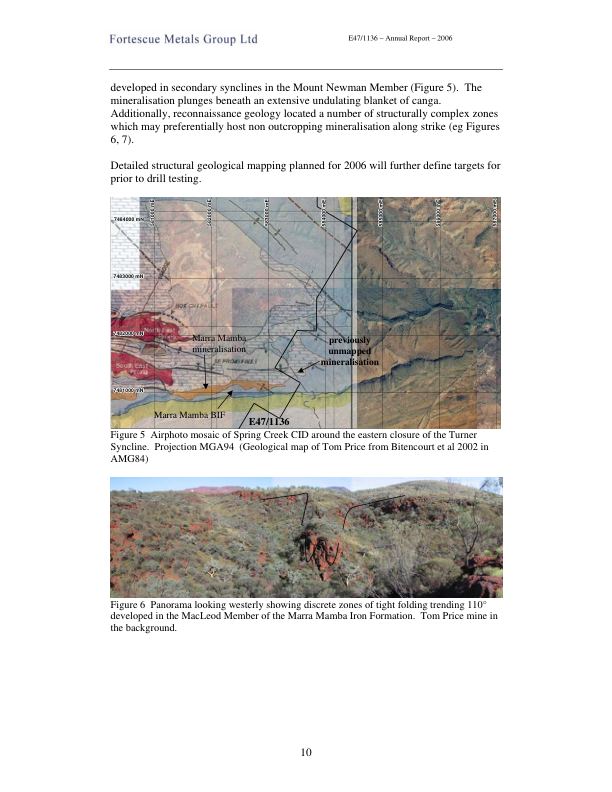 Fortescue Metals Group Ltd
E47/1136 – Annual Report – 2006
developed in secondary synclines in the Mount Newman Member (Figure 5).  The
mineralisation plunges beneath an extensive undulating blanket of canga.
Additionally, reconnaissance geology located a number of structurally complex zones
which may preferentially host non outcropping mineralisation along strike (eg Figures
6, 7).
Detailed structural geological mapping planned for 2006 will further define targets for
prior to drill testing.
7484000 mN
7483000 mN
7482000 mN
South East
7481000 mN
Marra Mamba
mineralisation
previously
unmapped
mineralisation
Marra Mamba BIF
E47/1136
Figure 5  Airphoto mosaic of Spring Creek CID around the eastern closure of the Turner
Syncline.  Projection MGA94  (Geological map of Tom Price from Bitencourt et al 2002 in
AMG84)
Figure 6  Panorama looking westerly showing discrete zones of tight folding trending 110°
developed in the MacLeod Member of the Marra Mamba Iron Formation.  Tom Price mine in
the background.
10